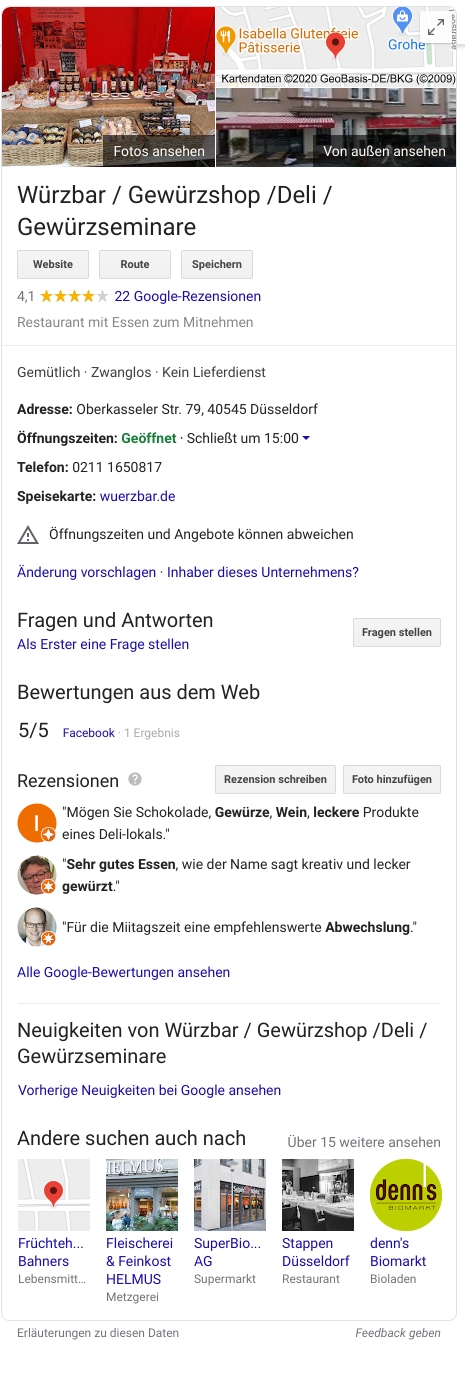 Isabella Glutenfreie
Pâtisserie
Grohe
Kartendaten ©2020 GeoBasis-DE/BKG (©2009)
Fotos ansehen
Von außen ansehen
Würzbar / Gewürzshop /Deli /
Gewürzseminare
Website
Route
Speichern
4,1 22 Google-Rezensionen
Restaurant mit Essen zum Mitnehmen
Gemütlich · Zwanglos · Kein Lieferdienst
Adresse: Oberkasseler Str. 79, 40545 Düsseldorf
Öffnungszeiten: Geöffnet · Schließt um 15:00
Telefon: 0211 1650817
Speisekarte: wuerzbar.de
Öffnungszeiten und Angebote können abweichen
Änderung vorschlagen · Inhaber dieses Unternehmens?
Fragen und Antworten
Als Erster eine Frage stellen
Fragen stellen
Bewertungen aus dem Web
5/5 Facebook · 1 Ergebnis
Rezensionen ?
Rezension schreiben
Foto hinzufügen
I
"Mögen Sie Schokolade, Gewürze, Wein, leckere Produkte
eines Deli-lokals."
"Sehr gutes Essen, wie der Name sagt kreativ und lecker
gewürzt."
"Für die Miitagszeit eine empfehlenswerte Abwechslung."
Alle Google-Bewertungen ansehen
Neuigkeiten von Würzbar / Gewürzshop /Deli /
Gewürzseminare
Vorherige Neuigkeiten bei Google ansehen
Andere suchen auch nach
Über 15 weitere ansehen
HELMUS
denn's
BIOMARKT
Früchteh...
Bahners
Lebensmitt...
Fleischerei
& Feinkost
HELMUS
Metzgerei
SuperBio...
AG
Supermarkt
Stappen
Düsseldorf
Restaurant
denn's
Biomarkt
Bioladen
Erläuterungen zu diesen Daten
Feedback geben